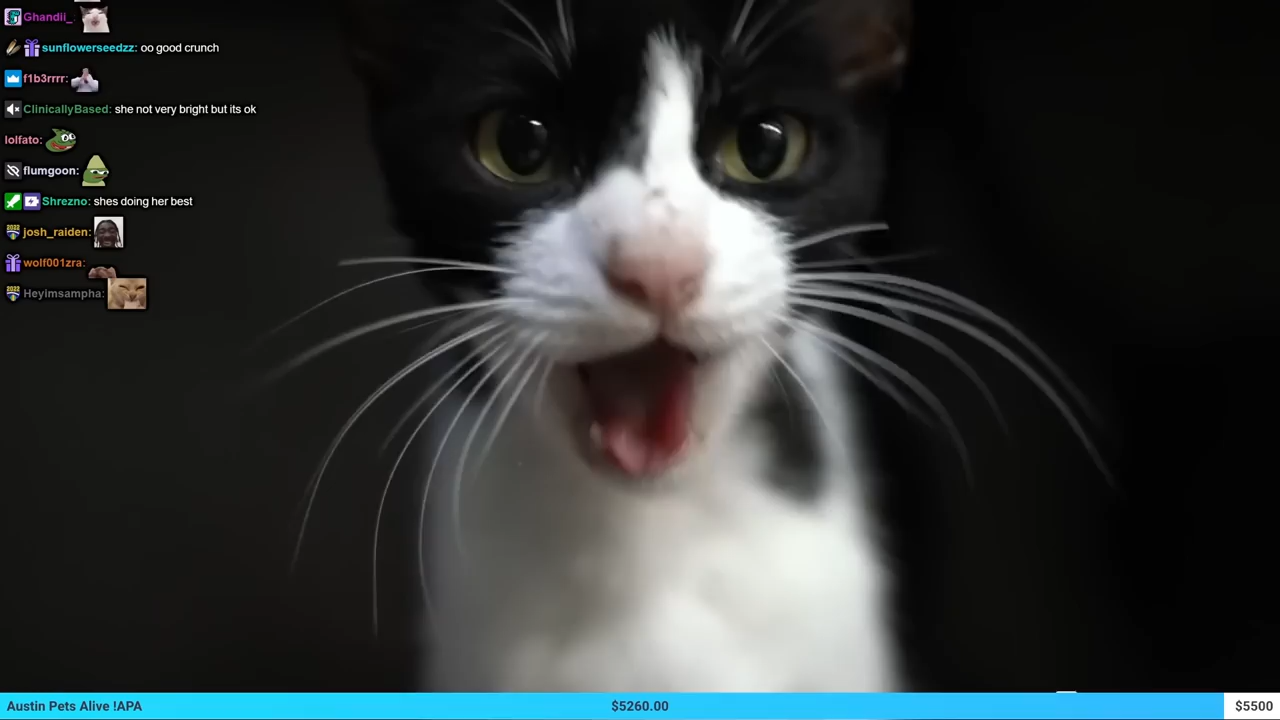 Ghandii_:
sunflowerseedzz: oo good crunch
f1b3rrrr:
ClinicallyBased: she not very bright but its ok
lolfato:
flumgoon:
Shrezno: shes doing her best
josh_raiden:
wolf001zra:
Heyimsampha:
Austin Pets Alive !APA $5260.00 $5500